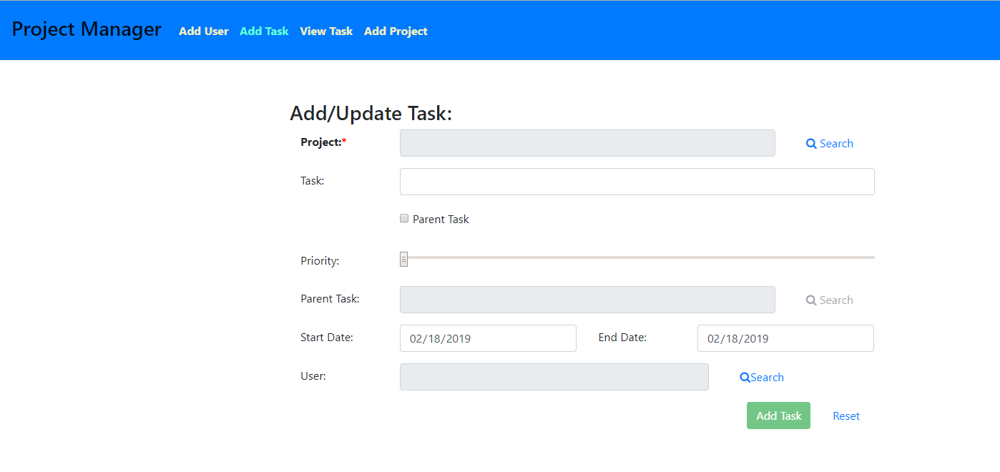 Project Manager Add User Add Task View Task Add Project
Add/Update Task:
Project:* Search
Task:
Parent Task
Priority:
Parent Task: Search
Start Date: 02/18/2019 End Date: 02/18/2019
User: Search
Add Task Reset